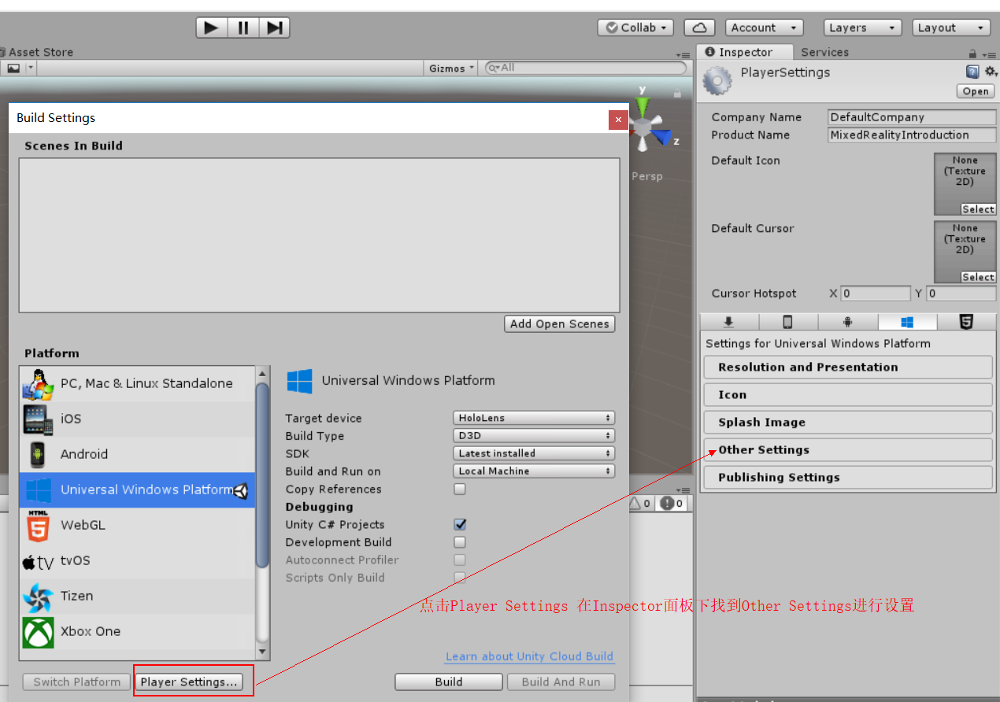 Collab
Account
Layers
Layout
Asset Store
Inspector
Services
Gizmos
All
PlayerSettings
Open
y
z
Persp
Build Settings
Scenes In Build
Add Open Scenes
Company Name
DefaultCompany
Product Name
MixedRealityIntroduction
Default Icon
None
(Texture
2D)
Select
Default Cursor
None
(Texture
2D)
Select
Cursor Hotspot
X 0
Y 0
Settings for Universal Windows Platform
Resolution and Presentation
Icon
Splash Image
Other Settings
Publishing Settings
Platform
PC, Mac & Linux Standalone
iOS
Android
Universal Windows Platform
HTML
5
WebGL
tv
tvOS
Tizen
Xbox One
Universal Windows Platform
Target device
HoloLens
Build Type
D3D
SDK
Latest installed
Build and Run on
Local Machine
Copy References
Debugging
Unity C# Projects
Development Build
Autoconnect Profiler
Scripts Only Build
0
0
点击Player Settings 在Inspector面板下找到Other Settings进行设置
Learn about Unity Cloud Build
Switch Platform
Player Settings...
Build
Build And Run